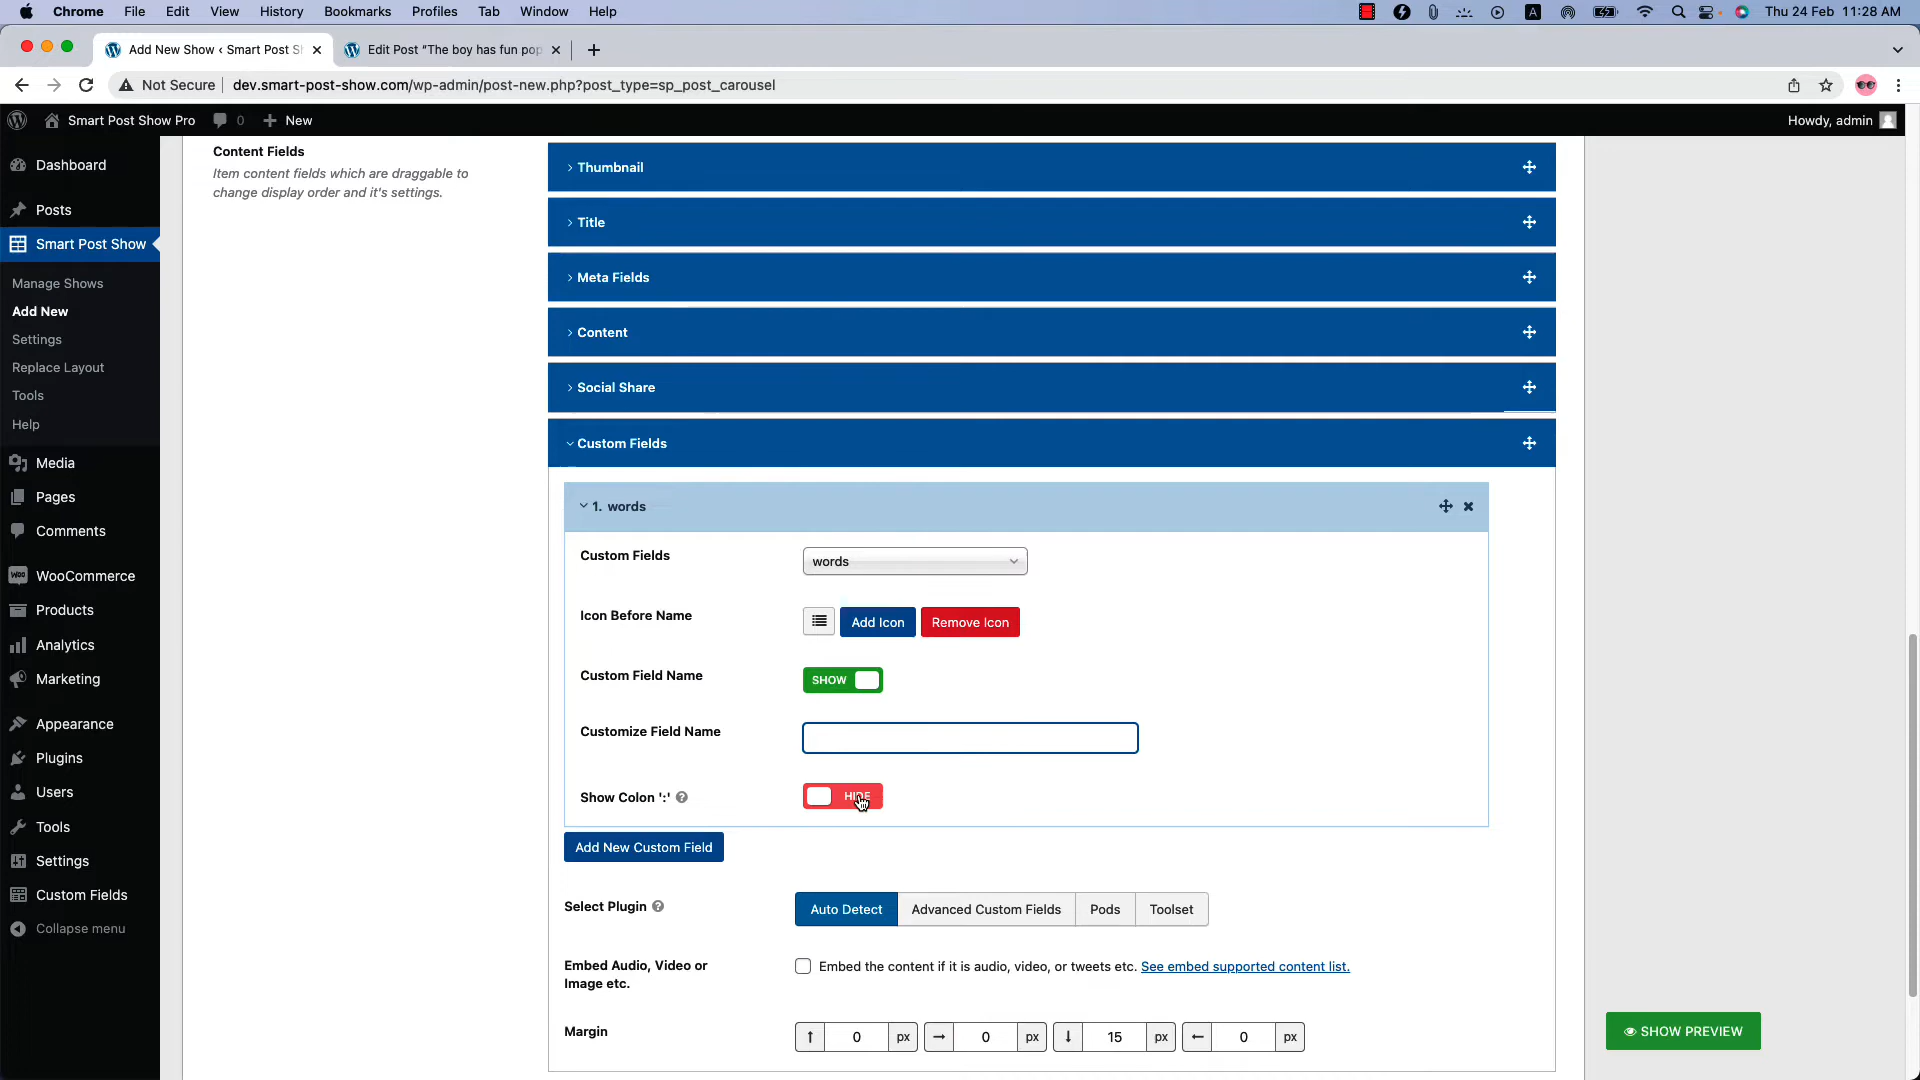 Chrome File Edit View History Bookmarks Profiles Tab Window Help A Thu 24 Feb 11:28 AM
Add New Show ‹ Smart Post Sh
Edit Post “The boy has fun pop
Not Secure dev.smart-post-show.com/wp-admin/post-new.php?post_type=sp_post_carousel
Smart Post Show Pro 0 New Howdy, admin
Dashboard
Posts
Smart Post Show
Manage Shows
Add New
Settings
Replace Layout
Tools
Help
Media
Pages
Comments
WooCommerce
Products
Analytics
Marketing
Appearance
Plugins
Users
Tools
Settings
Custom Fields
Collapse menu
Content Fields
Item content fields which are draggable to
change display order and it's settings.
Thumbnail
Title
Meta Fields
Content
Social Share
Custom Fields
1. words
Custom Fields words
Icon Before Name Add Icon Remove Icon
Custom Field Name SHOW
Customize Field Name
Show Colon ':' HIDE
Add New Custom Field
Select Plugin Auto Detect Advanced Custom Fields Pods Toolset
Embed Audio, Video or
Image etc.
Embed the content if it is audio, video, or tweets etc. See embed supported content list.
Margin 0 px 0 px 15 px 0 px
SHOW PREVIEW